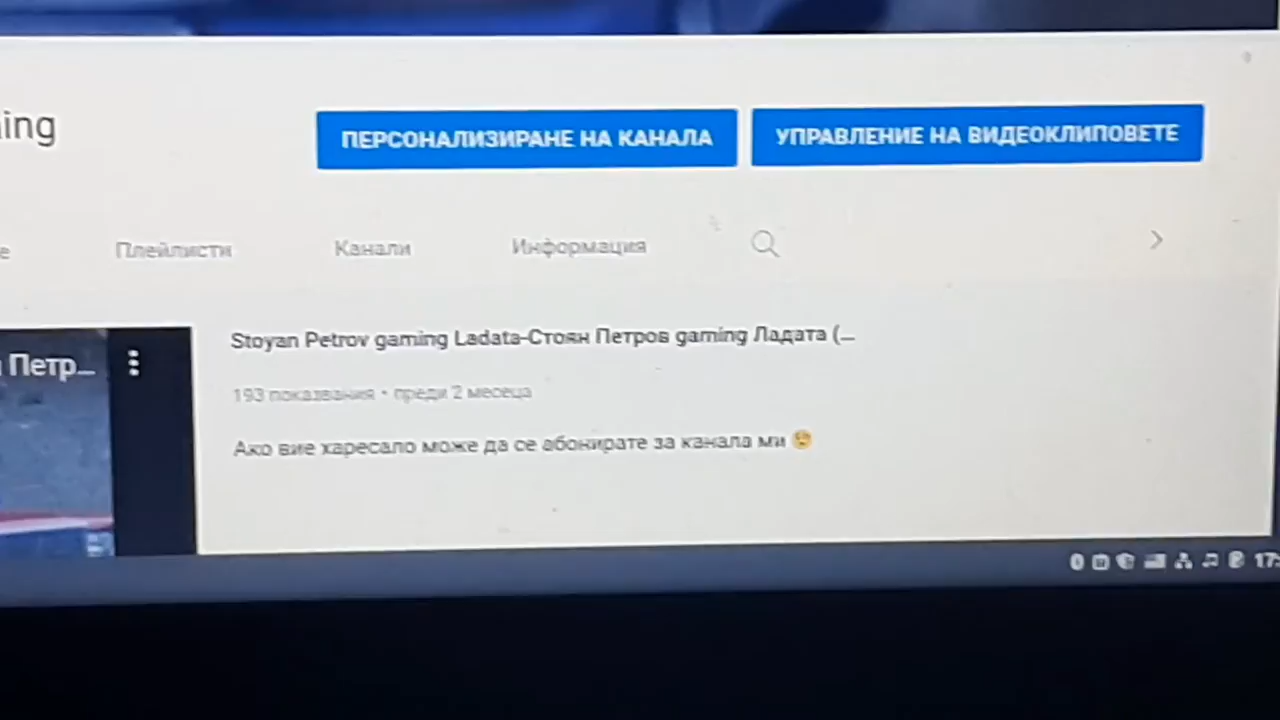 ing
ПЕРСОНАЛИЗИРАНЕ НА КАНАЛА
УПРАВЛЕНИЕ НА ВИДЕОКЛИПОВЕТЕ
е
Плейлисти
Канали
Информация
Петр...
Stoyan Petrov gaming Ladata-Стоян Петров gaming Ладата (...
193 показвания • преди 2 месеца
Ако вие харесало може да се абонирате за канала ми 😉
17: